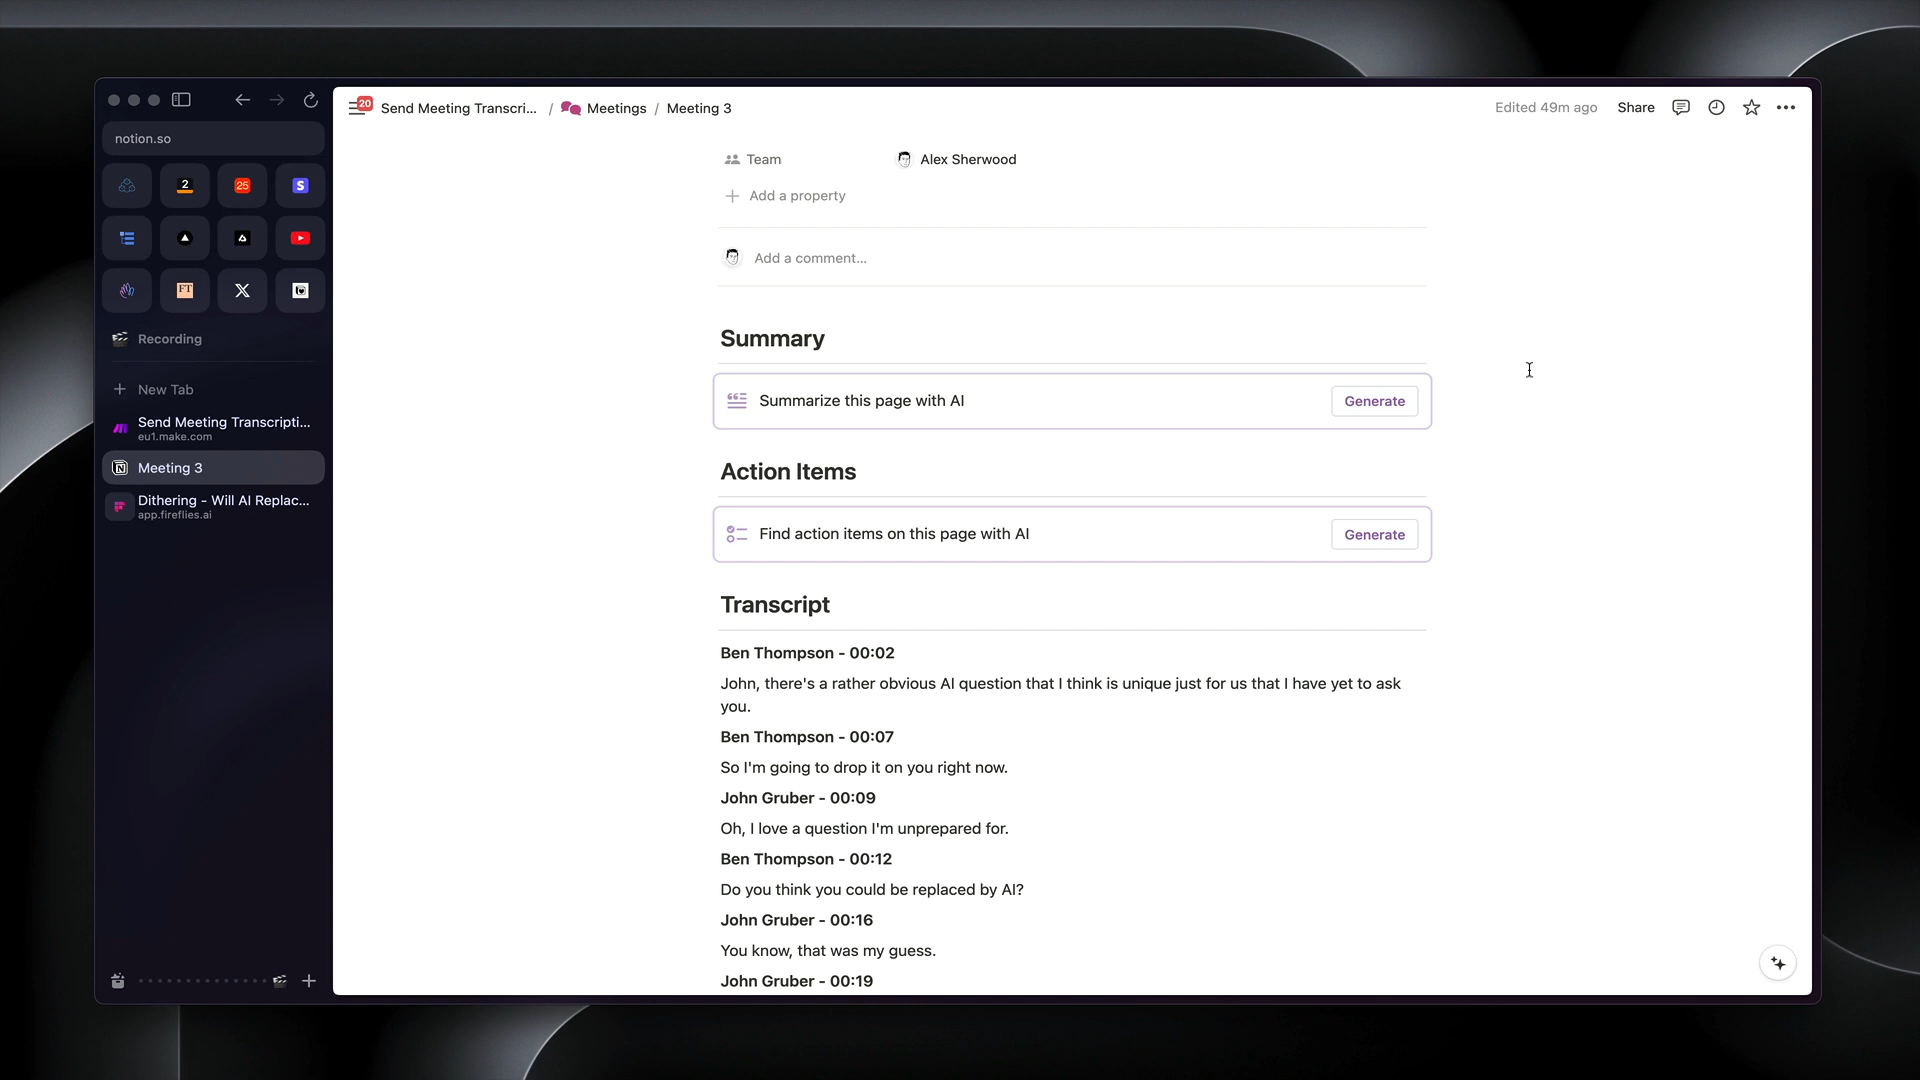 notion.so
2
25
S
FT
X
Recording
New Tab
Send Meeting Transcripti...
eu1.make.com
Meeting 3
Dithering - Will AI Replac...
app.fireflies.ai
20
Send Meeting Transcri... / Meetings / Meeting 3
Edited 49m ago
Share
Team
Alex Sherwood
Add a property
Add a comment...
Summary
Summarize this page with AI
Generate
Action Items
Find action items on this page with AI
Generate
Transcript
Ben Thompson - 00:02
John, there's a rather obvious AI question that I think is unique just for us that I have yet to ask
you.
Ben Thompson - 00:07
So I'm going to drop it on you right now.
John Gruber - 00:09
Oh, I love a question I'm unprepared for.
Ben Thompson - 00:12
Do you think you could be replaced by AI?
John Gruber - 00:16
You know, that was my guess.
John Gruber - 00:19